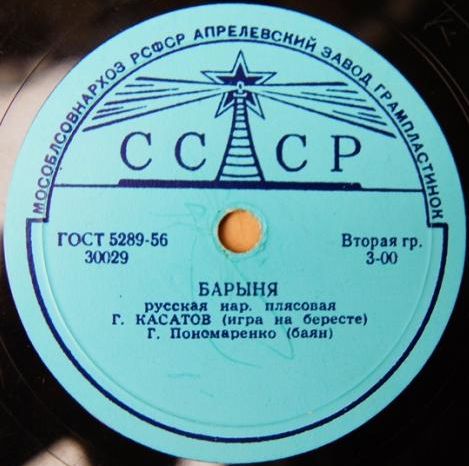 МОСОБЛСОВНАРХОЗ РСФСР АПРЕЛЕВСКИЙ ЗАВОД ГРАМПЛАСТИНОК
СССР
ГОСТ 5289-56
30029
Вторая гр.
3-00
БАРЫНЯ
русская нар. плясовая
Г. КАСАТОВ (игра на бересте)
Г. Пономаренко (баян)